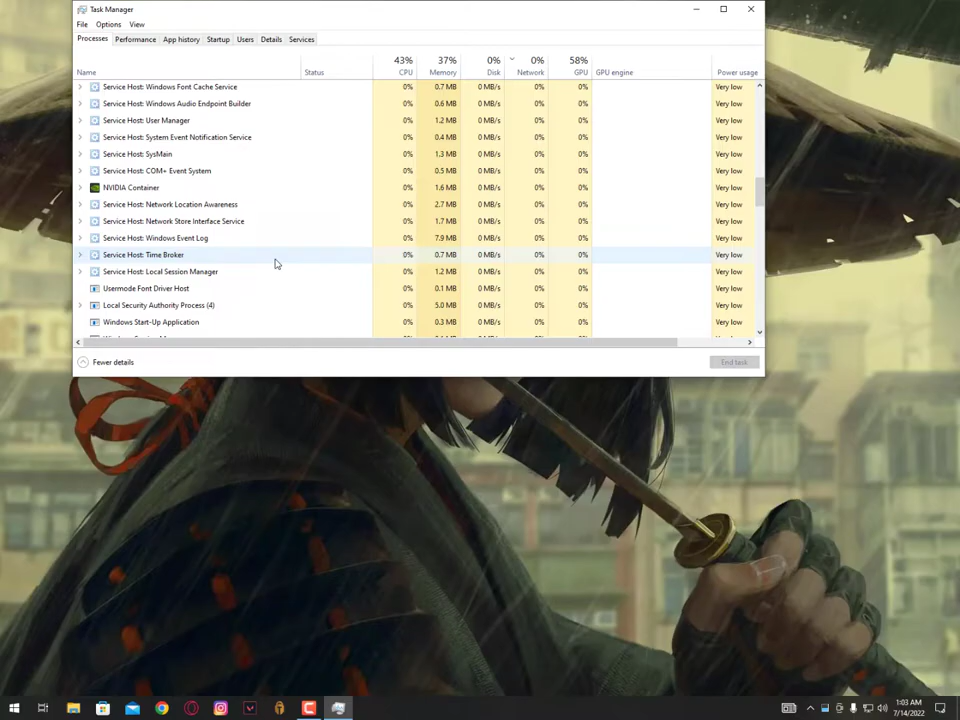 Task Manager
File Options View
Processes Performance App history Startup Users Details Services
43% 37% 0% 0% 58%
Name Status CPU Memory Disk Network GPU GPU engine Power usage
Service Host: Windows Font Cache Service 0% 0.7 MB 0 MB/s 0% 0% Very low
Service Host: Windows Audio Endpoint Builder 0% 0.6 MB 0 MB/s 0% 0% Very low
Service Host: User Manager 0% 1.2 MB 0 MB/s 0% 0% Very low
Service Host: System Event Notification Service 0% 0.4 MB 0 MB/s 0% 0% Very low
Service Host: SysMain 0% 1.3 MB 0 MB/s 0% 0% Very low
Service Host: COM+ Event System 0% 0.5 MB 0 MB/s 0% 0% Very low
NVIDIA Container 0% 1.6 MB 0 MB/s 0% 0% Very low
Service Host: Network Location Awareness 0% 2.7 MB 0 MB/s 0% 0% Very low
Service Host: Network Store Interface Service 0% 1.7 MB 0 MB/s 0% 0% Very low
Service Host: Windows Event Log 0% 7.9 MB 0 MB/s 0% 0% Very low
Service Host: Time Broker 0% 0.7 MB 0 MB/s 0% 0% Very low
Service Host: Local Session Manager 0% 1.2 MB 0 MB/s 0% 0% Very low
Usermode Font Driver Host 0% 0.1 MB 0 MB/s 0% 0% Very low
Local Security Authority Process (4) 0% 5.0 MB 0 MB/s 0% 0% Very low
Windows Start-Up Application 0% 0.3 MB 0 MB/s 0% 0% Very low
Fewer details End task
1:03 AM
7/14/2022